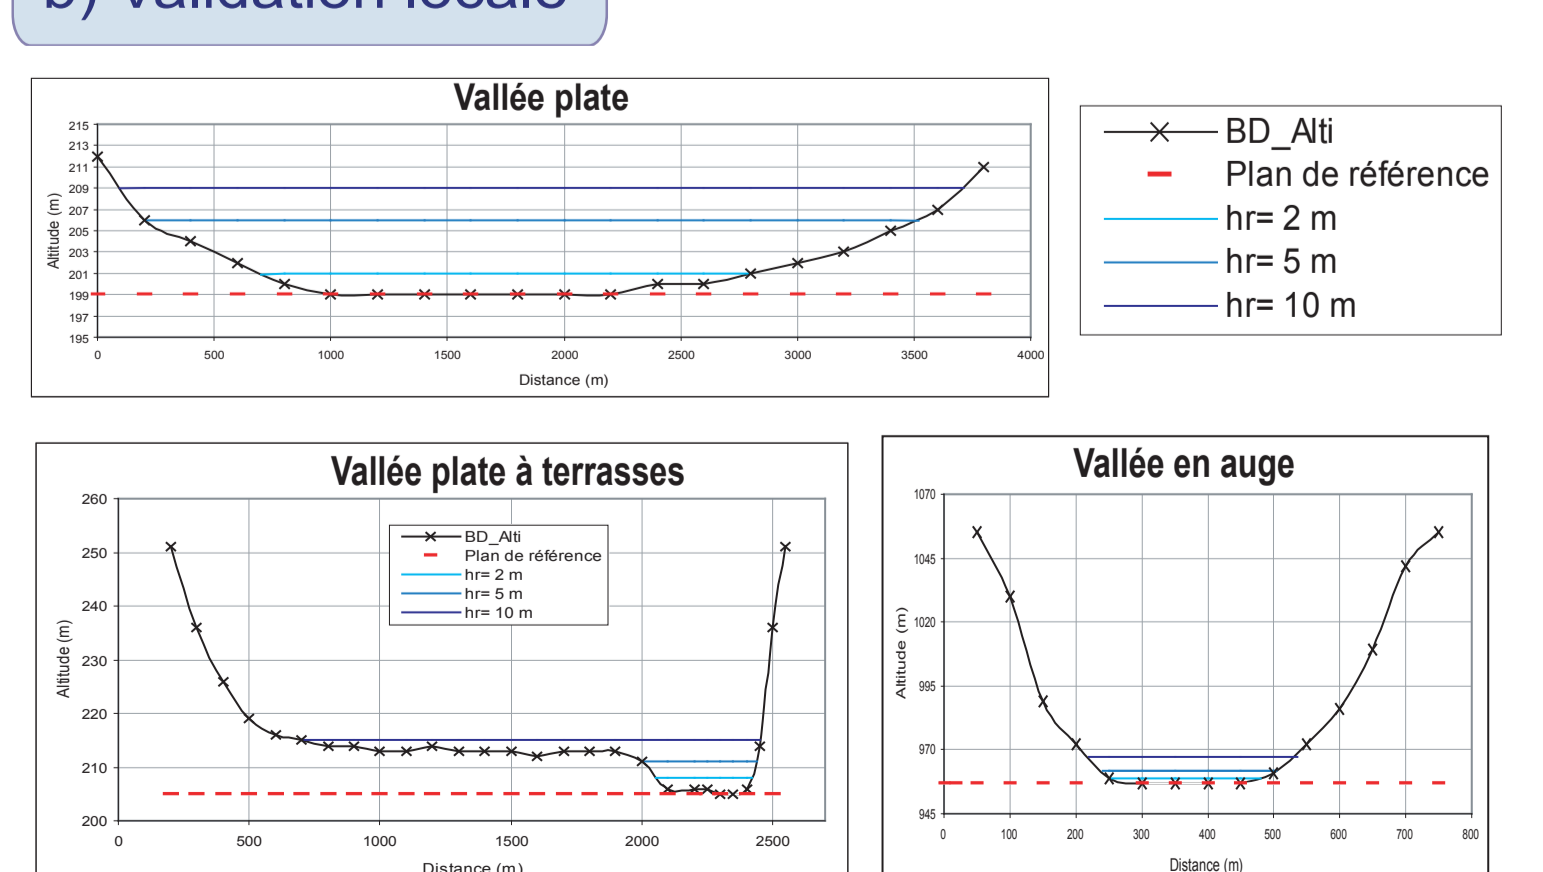 b) Validation locale
Vallée plate
215
213
211
209
207
205
203
201
199
197
195
Altitude (m)
0 500 1000 1500 2000 2500 3000 3500 4000
Distance (m)
BD_Alti
Plan de référence
hr= 2 m
hr= 5 m
hr= 10 m
Vallée plate à terrasses
260
250
240
230
220
210
200
Altitude (m)
BD_Alti
Plan de référence
hr= 2 m
hr= 5 m
hr= 10 m
0 500 1000 1500 2000 2500
Distance (m)
Vallée en auge
1070
1045
1020
995
970
945
Altitude (m)
0 100 200 300 400 500 600 700 800
Distance (m)